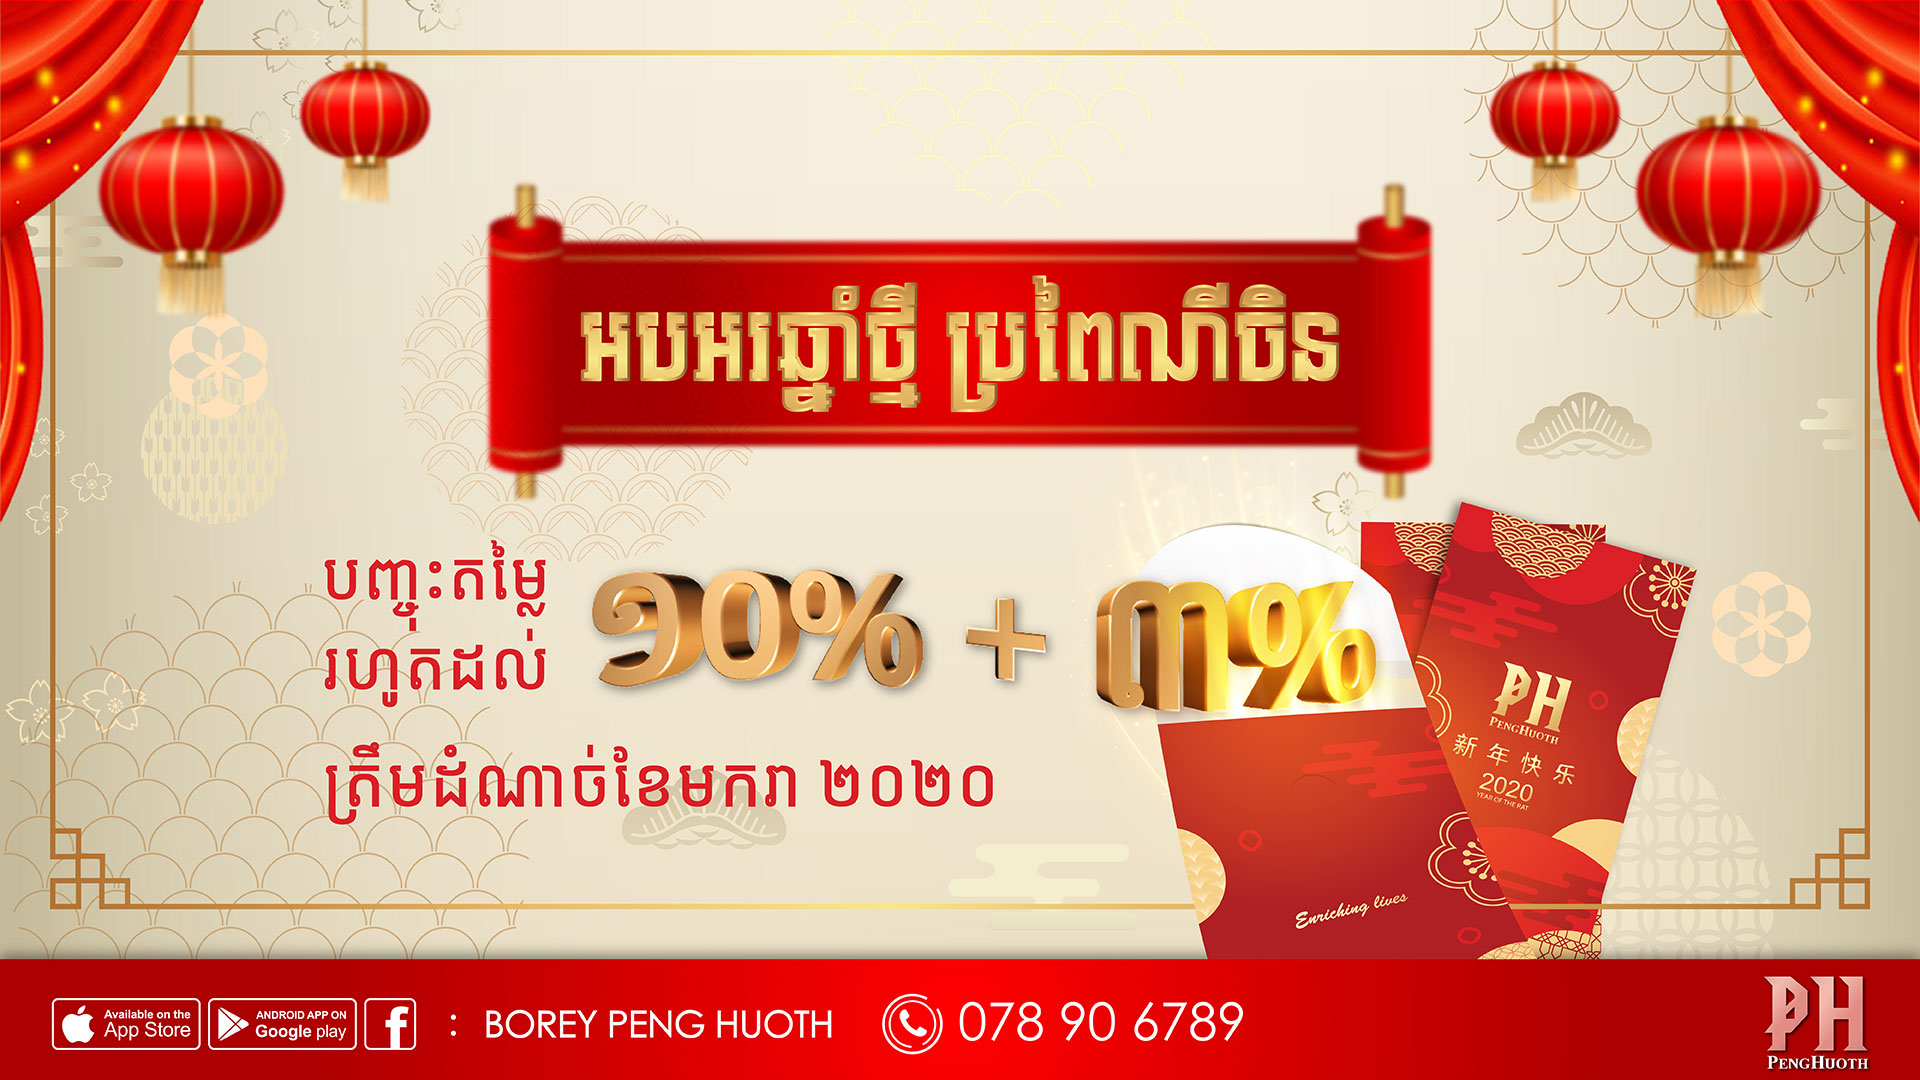 អបអរឆ្នាំថ្មី ប្រពៃណីចិន
បញ្ចុះតម្លៃ
រហូតដល់
១០% + ៣%
ត្រឹមដំណាច់ខែមករា ២០២០
PH
PENGHUOTH
新年快乐
2020
YEAR OF THE RAT
Enriching lives
Available on the App Store
ANDROID APP ON Google play
f : BOREY PENG HUOTH 078 90 6789
PH
PENGHUOTH